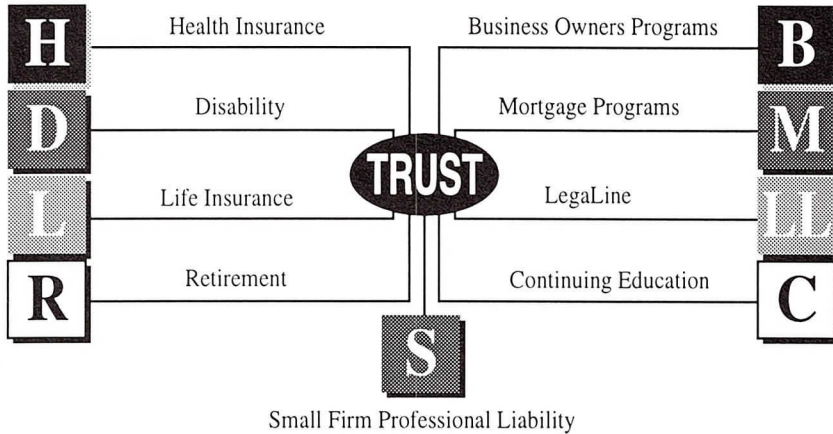 H Health Insurance Business Owners Programs B
D Disability Mortgage Programs M
TRUST
L Life Insurance LegaLine LL
R Retirement Continuing Education C
S
Small Firm Professional Liability